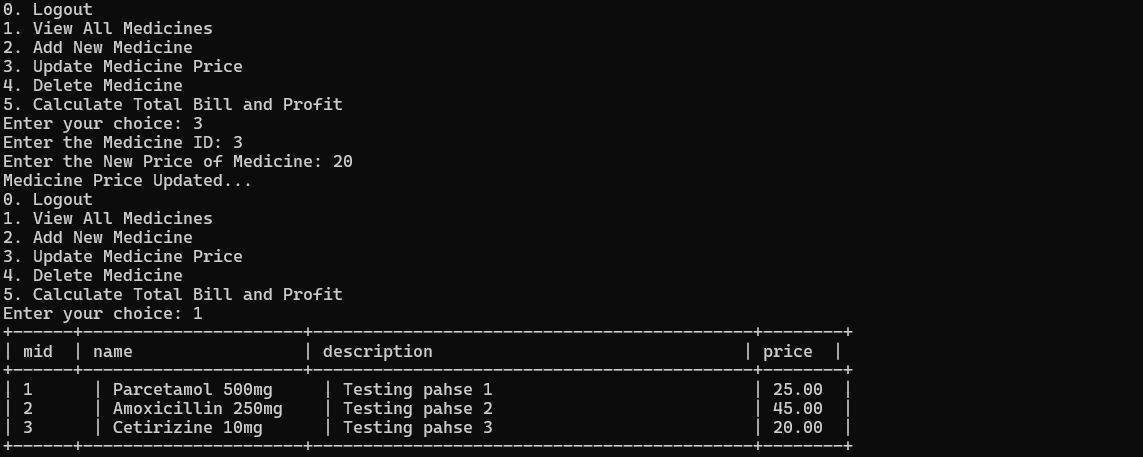 0. Logout
1. View All Medicines
2. Add New Medicine
3. Update Medicine Price
4. Delete Medicine
5. Calculate Total Bill and Profit
Enter your choice: 3
Enter the Medicine ID: 3
Enter the New Price of Medicine: 20
Medicine Price Updated...
0. Logout
1. View All Medicines
2. Add New Medicine
3. Update Medicine Price
4. Delete Medicine
5. Calculate Total Bill and Profit
Enter your choice: 1
+------+----------------------+--------------------------------------------+--------+
| mid  | name                 | description                               | price  |
+------+----------------------+--------------------------------------------+--------+
| 1      | Parcetamol 500mg     | Testing pahse 1                          | 25.00  |
| 2      | Amoxicillin 250mg    | Testing pahse 2                          | 45.00  |
| 3      | Cetirizine 10mg      | Testing pahse 3                          | 20.00  |
+------+----------------------+--------------------------------------------+--------+